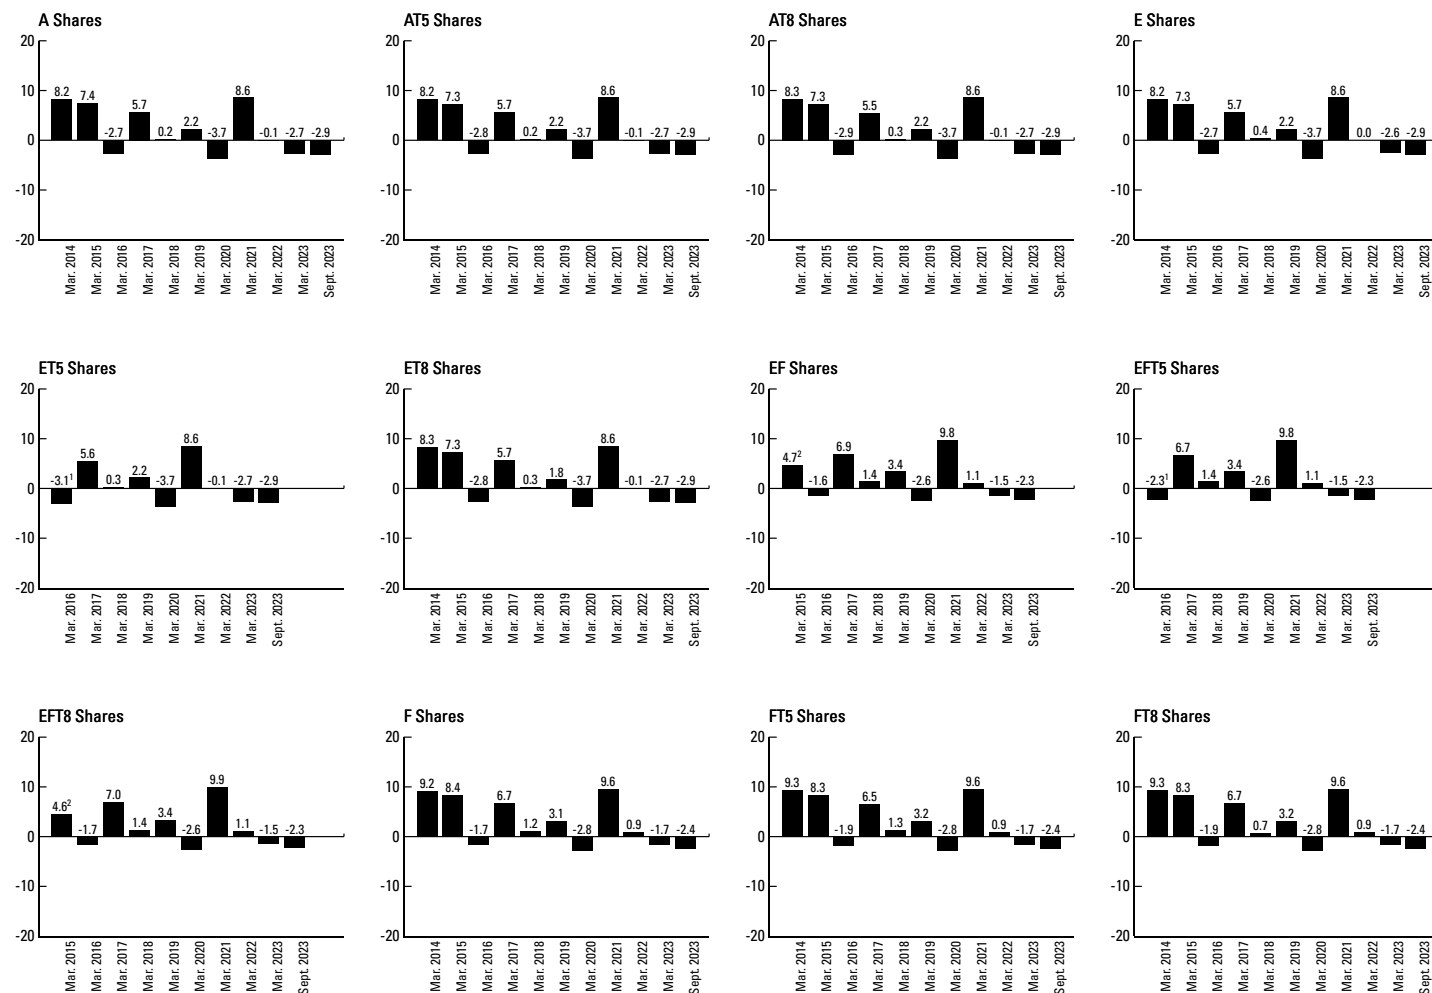 A Shares
20
10
0
-10
-20
8.2 7.4 -2.7 5.7 0.2 2.2 -3.7 8.6 -0.1 -2.7 -2.9
Mar. 2014 Mar. 2015 Mar. 2016 Mar. 2017 Mar. 2018 Mar. 2019 Mar. 2020 Mar. 2021 Mar. 2022 Mar. 2023 Sept. 2023
AT5 Shares
20
10
0
-10
-20
8.2 7.3 -2.8 5.7 0.2 2.2 -3.7 8.6 -0.1 -2.7 -2.9
Mar. 2014 Mar. 2015 Mar. 2016 Mar. 2017 Mar. 2018 Mar. 2019 Mar. 2020 Mar. 2021 Mar. 2022 Mar. 2023 Sept. 2023
AT8 Shares
20
10
0
-10
-20
8.3 7.3 -2.9 5.5 0.3 2.2 -3.7 8.6 -0.1 -2.7 -2.9
Mar. 2014 Mar. 2015 Mar. 2016 Mar. 2017 Mar. 2018 Mar. 2019 Mar. 2020 Mar. 2021 Mar. 2022 Mar. 2023 Sept. 2023
E Shares
20
10
0
-10
-20
8.2 7.3 -2.7 5.7 0.4 2.2 -3.7 8.6 0.0 -2.6 -2.9
Mar. 2014 Mar. 2015 Mar. 2016 Mar. 2017 Mar. 2018 Mar. 2019 Mar. 2020 Mar. 2021 Mar. 2022 Mar. 2023 Sept. 2023
ET5 Shares
20
10
0
-10
-20
-3.1¹ 5.6 0.3 2.2 -3.7 8.6 -0.1 -2.7 -2.9
Mar. 2016 Mar. 2017 Mar. 2018 Mar. 2019 Mar. 2020 Mar. 2021 Mar. 2022 Mar. 2023 Sept. 2023
ET8 Shares
20
10
0
-10
-20
8.3 7.3 -2.8 5.7 0.3 1.8 -3.7 8.6 -0.1 -2.7 -2.9
Mar. 2014 Mar. 2015 Mar. 2016 Mar. 2017 Mar. 2018 Mar. 2019 Mar. 2020 Mar. 2021 Mar. 2022 Mar. 2023 Sept. 2023
EF Shares
20
10
0
-10
-20
4.7² -1.6 6.9 1.4 3.4 -2.6 9.8 1.1 -1.5 -2.3
Mar. 2015 Mar. 2016 Mar. 2017 Mar. 2018 Mar. 2019 Mar. 2020 Mar. 2021 Mar. 2022 Mar. 2023 Sept. 2023
EFT5 Shares
20
10
0
-10
-20
-2.3¹ 6.7 1.4 3.4 -2.6 9.8 1.1 -1.5 -2.3
Mar. 2016 Mar. 2017 Mar. 2018 Mar. 2019 Mar. 2020 Mar. 2021 Mar. 2022 Mar. 2023 Sept. 2023
EFT8 Shares
20
10
0
-10
-20
4.6² -1.7 7.0 1.4 3.4 -2.6 9.9 1.1 -1.5 -2.3
Mar. 2015 Mar. 2016 Mar. 2017 Mar. 2018 Mar. 2019 Mar. 2020 Mar. 2021 Mar. 2022 Mar. 2023 Sept. 2023
F Shares
20
10
0
-10
-20
9.2 8.4 -1.7 6.7 1.2 3.1 -2.8 9.6 0.9 -1.7 -2.4
Mar. 2014 Mar. 2015 Mar. 2016 Mar. 2017 Mar. 2018 Mar. 2019 Mar. 2020 Mar. 2021 Mar. 2022 Mar. 2023 Sept. 2023
FT5 Shares
20
10
0
-10
-20
9.3 8.3 -1.9 6.5 1.3 3.2 -2.8 9.6 0.9 -1.7 -2.4
Mar. 2014 Mar. 2015 Mar. 2016 Mar. 2017 Mar. 2018 Mar. 2019 Mar. 2020 Mar. 2021 Mar. 2022 Mar. 2023 Sept. 2023
FT8 Shares
20
10
0
-10
-20
9.3 8.3 -1.9 6.7 0.7 3.2 -2.8 9.6 0.9 -1.7 -2.4
Mar. 2014 Mar. 2015 Mar. 2016 Mar. 2017 Mar. 2018 Mar. 2019 Mar. 2020 Mar. 2021 Mar. 2022 Mar. 2023 Sept. 2023